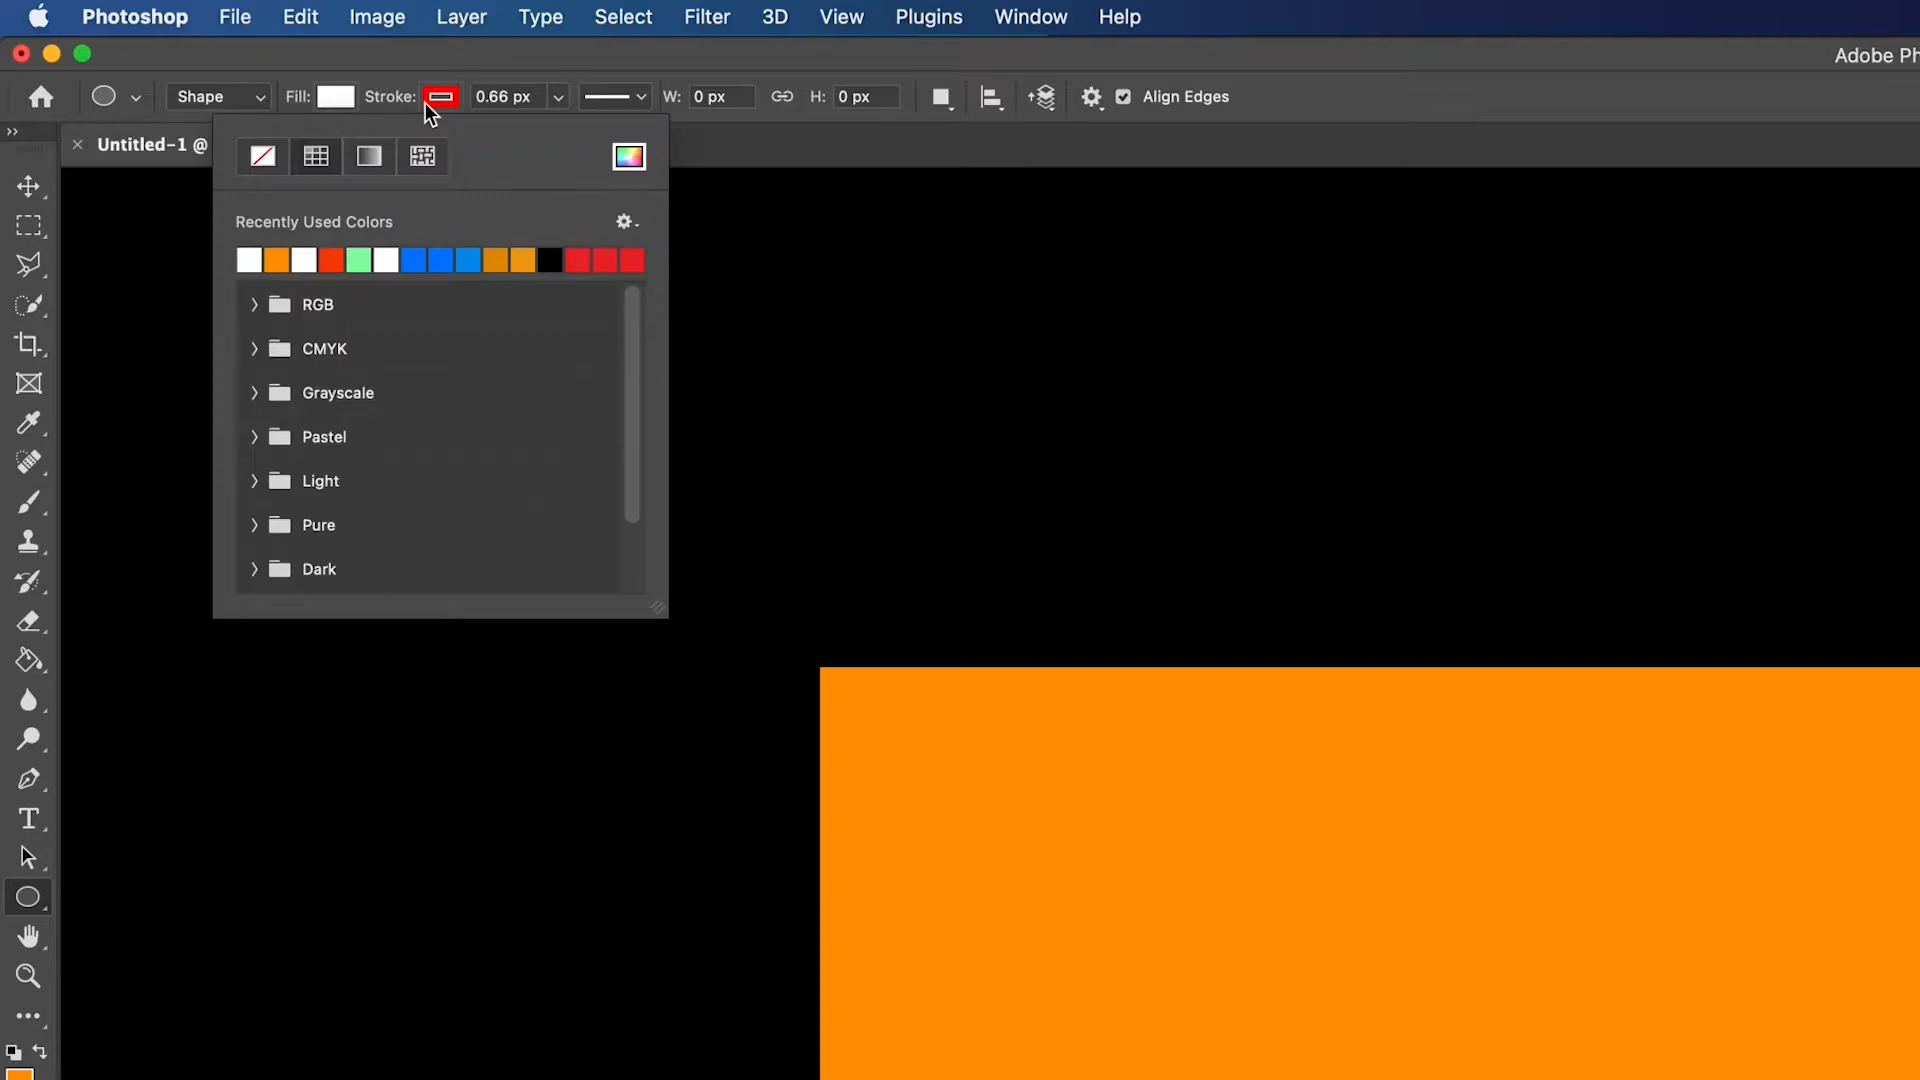 Photoshop File Edit Image Layer Type Select Filter 3D View Plugins Window Help
Adobe Ph
Shape Fill: Stroke: 0.66 px W: 0 px H: 0 px Align Edges
Untitled-1 @
Recently Used Colors
RGB
CMYK
Grayscale
Pastel
Light
Pure
Dark